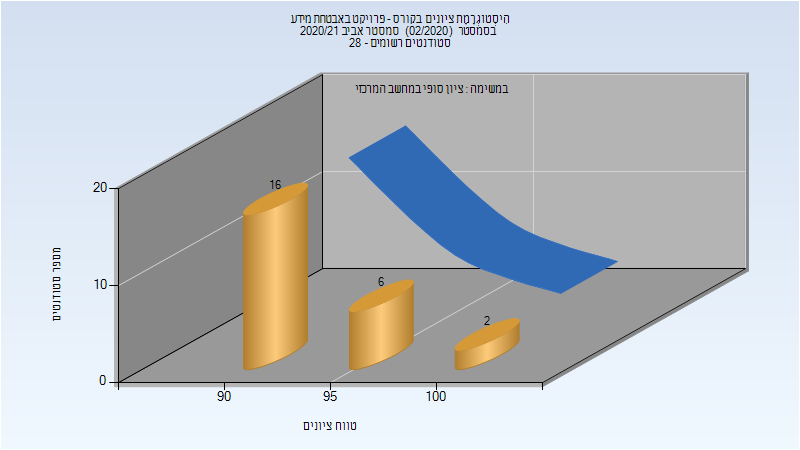 היסטוגרמת ציונים בקורס - פרויקט באבטחת מידע
בסמסטר (02/2020) סמסטר אביב 2020/21
סטודנטים רשומים - 28
במשימה : ציון סופי במחשב המרכזי
מספר סטודנטים
20
10
0
16
6
2
90
95
100
טווח ציונים